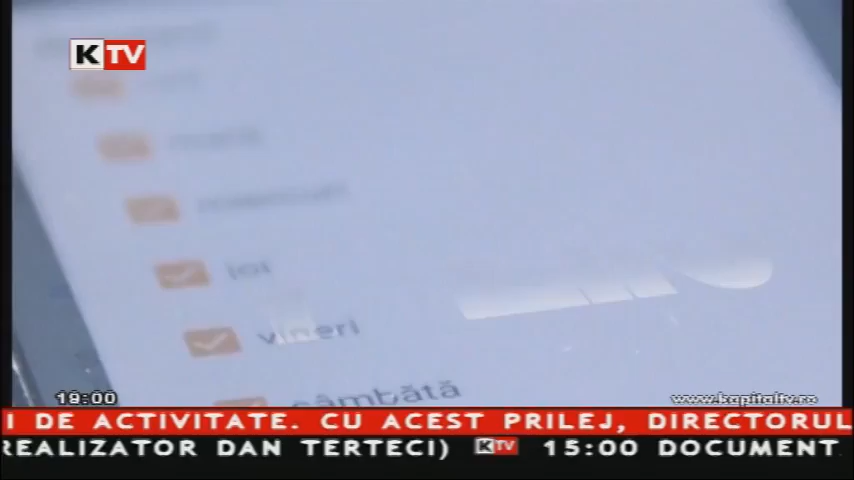 KTV
joi
vineri
sâmbătă
19:00
www.kapitaltv.ro
I DE ACTIVITATE. CU ACEST PRILEJ, DIRECTORUL
REALIZATOR DAN TERTECI) KTV 15:00 DOCUMENT